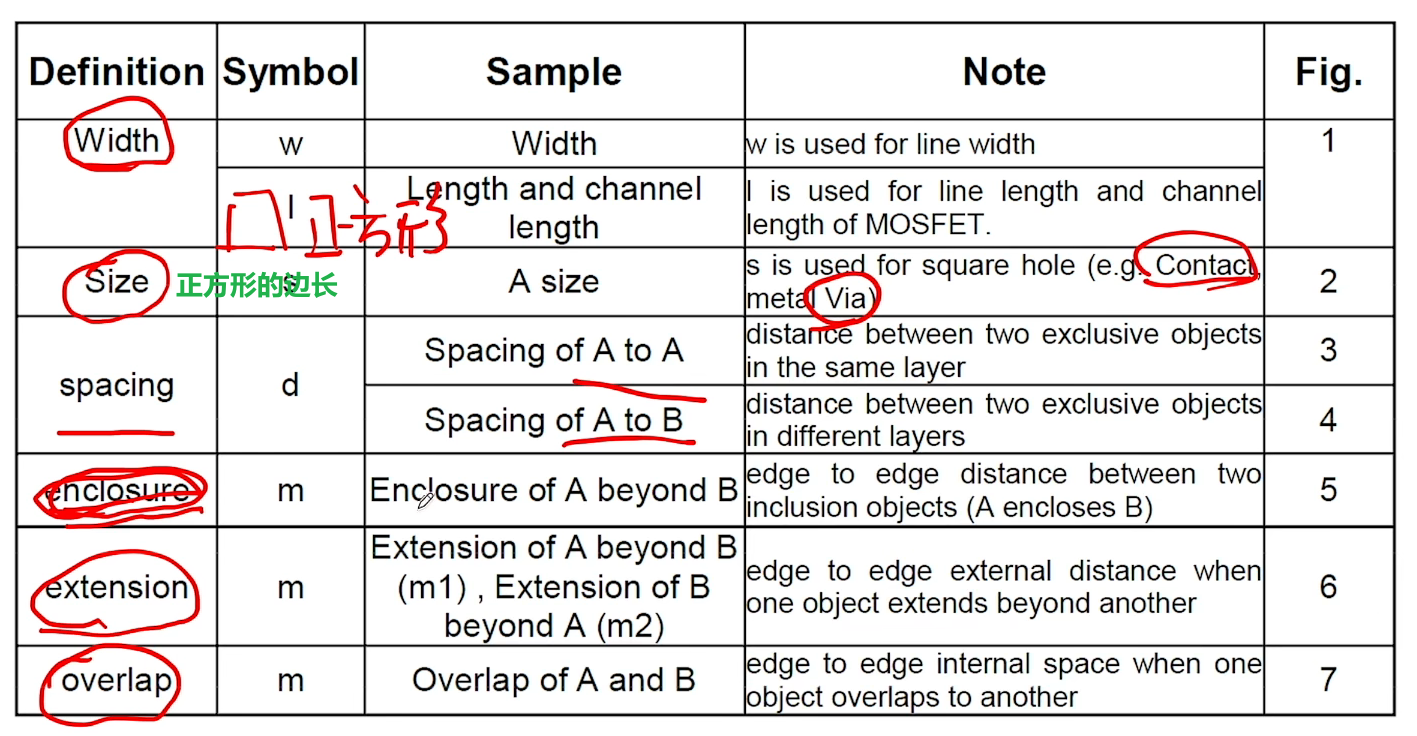 Definition Symbol Sample Note Fig.
Width w Width w is used for line width 1
l Length and channel l is used for line length and channel
length length of MOSFET.
正方形
Size 正方形的边长 s A size s is used for square hole (e.g. Contact, 2
metal Via)
spacing d Spacing of A to A distance between two exclusive objects 3
in the same layer
Spacing of A to B distance between two exclusive objects 4
in different layers
enclosure m Enclosure of A beyond B edge to edge distance between two 5
inclusion objects (A encloses B)
extension m Extension of A beyond B edge to edge external distance when 6
(m1) , Extension of B one object extends beyond another
beyond A (m2)
overlap m Overlap of A and B edge to edge internal space when one 7
object overlaps to another